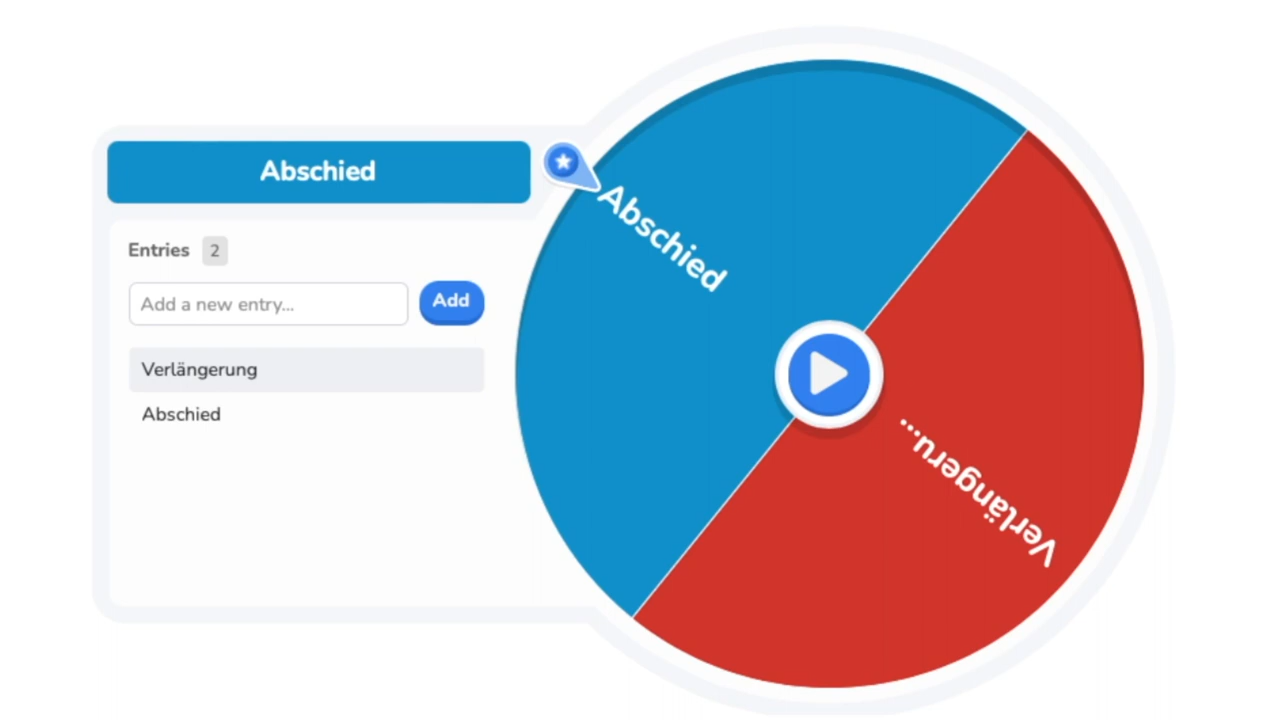 Abschied
Entries 2
Add a new entry...
Add
Verlängerung
Abschied
Abschied
Verlängeru...